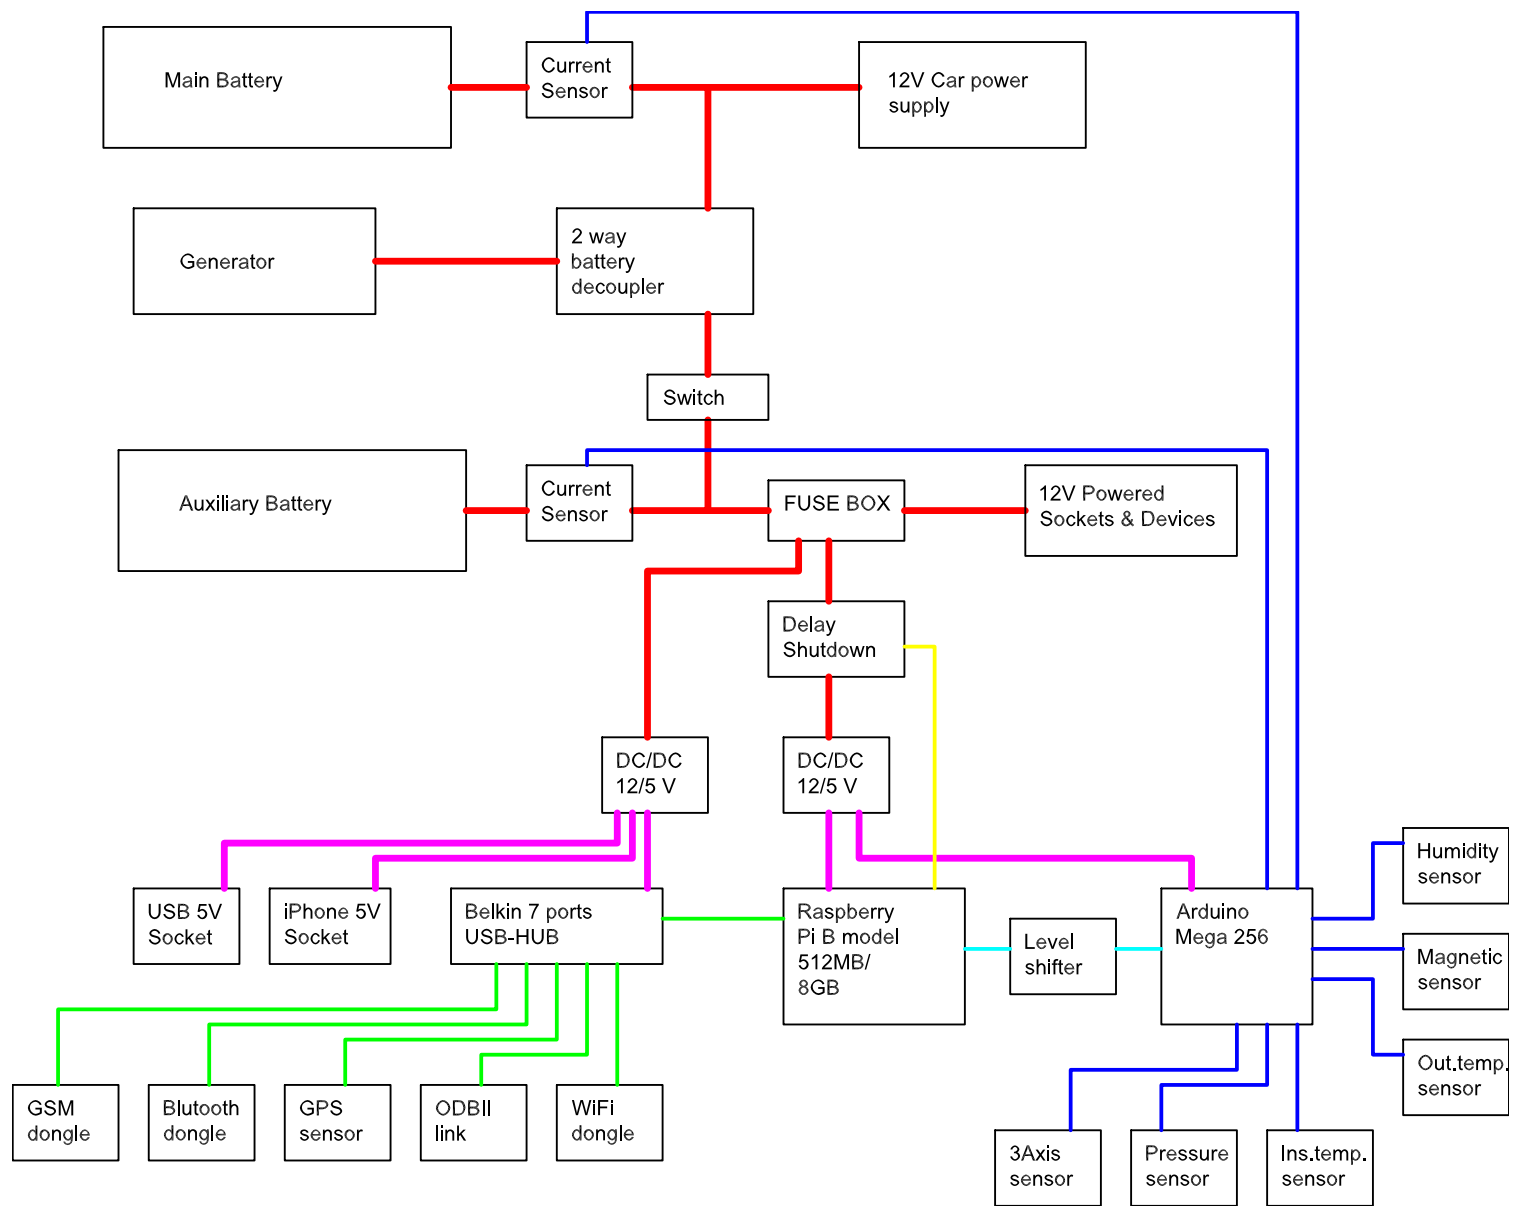 Main Battery
Current
Sensor
12V Car power
supply
Generator
2 way
battery
decoupler
Switch
Auxiliary Battery
Current
Sensor
FUSE BOX
12V Powered
Sockets & Devices
Delay
Shutdown
DC/DC
12/5 V
DC/DC
12/5 V
Humidity
sensor
USB 5V
Socket
iPhone 5V
Socket
Belkin 7 ports
USB-HUB
Raspberry
Pi B model
512MB/
8GB
Level
shifter
Arduino
Mega 256
Magnetic
sensor
Out.temp.
sensor
GSM
dongle
Blutooth
dongle
GPS
sensor
ODBII
link
WiFi
dongle
3Axis
sensor
Pressure
sensor
Ins.temp.
sensor